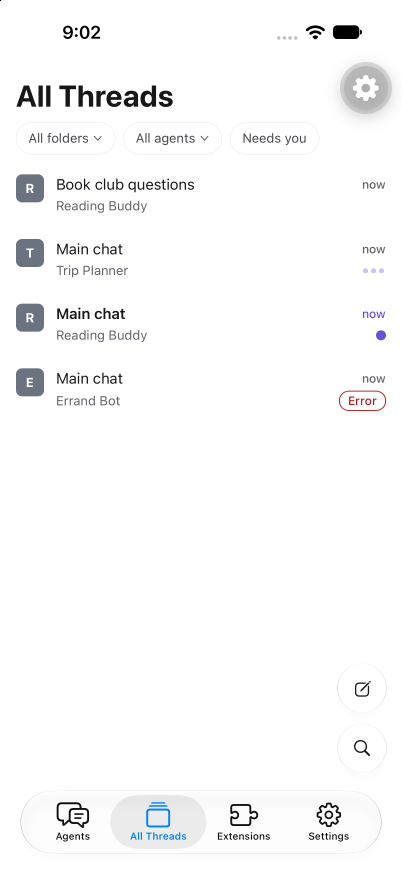 9:02
All Threads
All folders
All agents
Needs you
R
Book club questions
now
Reading Buddy
T
Main chat
now
Trip Planner
R
Main chat
now
Reading Buddy
E
Main chat
now
Errand Bot
Error
Agents
All Threads
Extensions
Settings